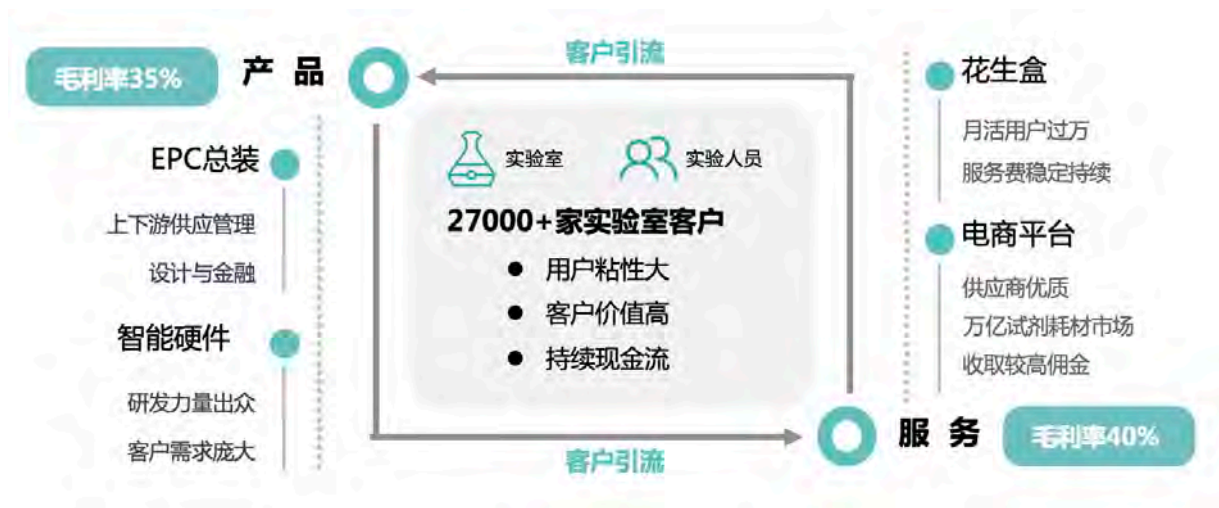 客户引流
毛利率35%
产 品
EPC总装
上下游供应管理
设计与金融
智能硬件
研发力量出众
客户需求庞大
实验室
实验人员
27000+家实验室客户
● 用户粘性大
● 客户价值高
● 持续现金流
花生盒
月活用户过万
服务费稳定持续
电商平台
供应商优质
万亿试剂耗材市场
收取较高佣金
服 务
毛利率40%
客户引流